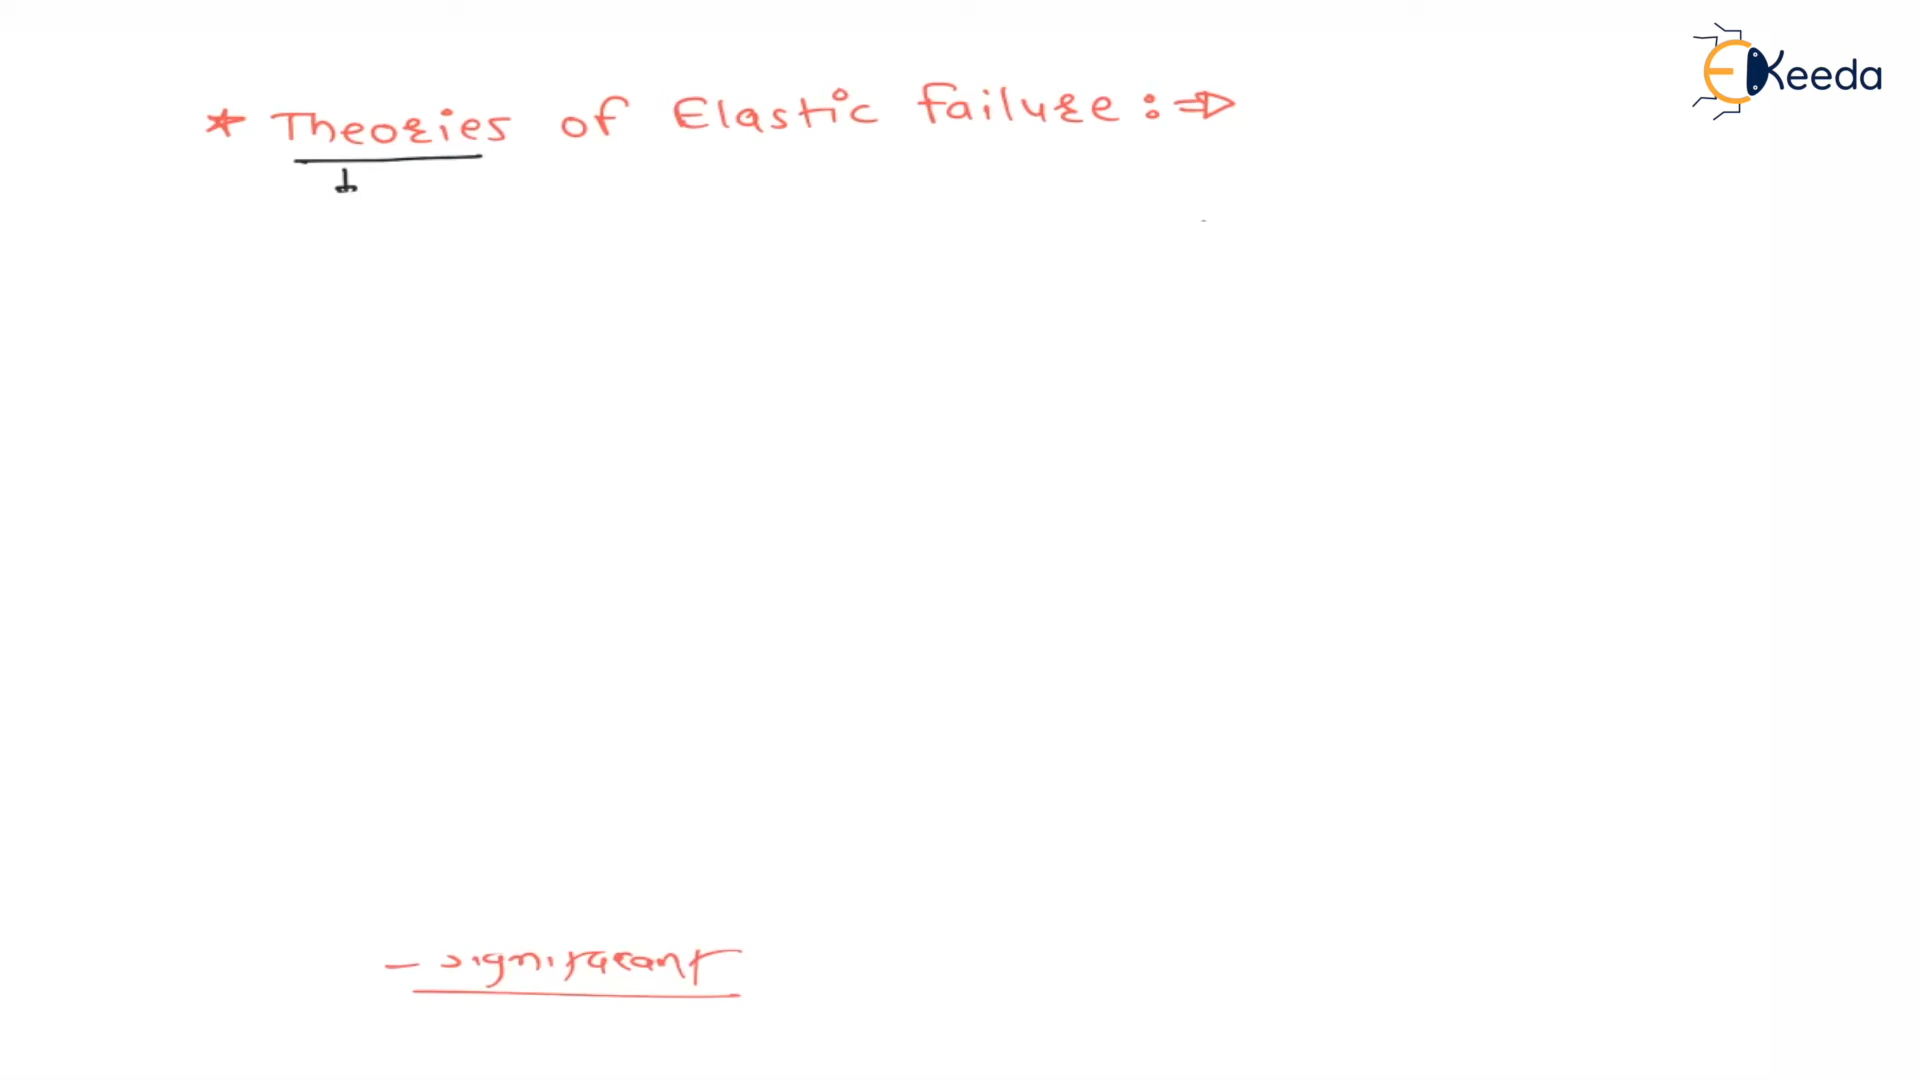 EKeeda
* Theories of Elastic failure :⇒
- significant